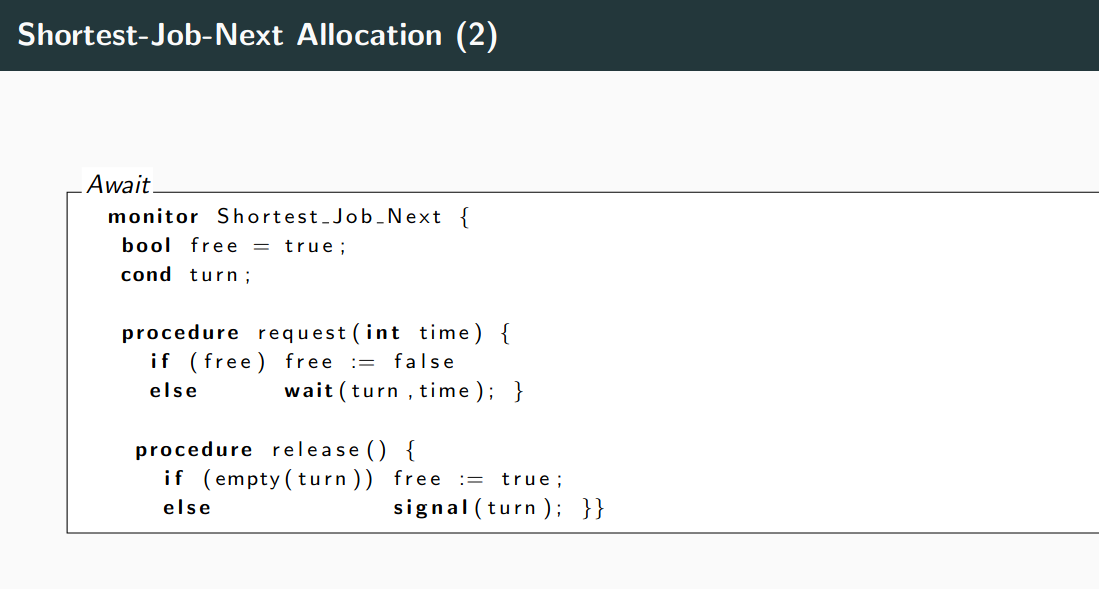 Shortest-Job-Next Allocation (2)
Await
monitor Shortest_Job_Next {
bool free = true;
cond turn;
procedure request(int time) {
if (free) free := false
else wait(turn,time); }
procedure release() {
if (empty(turn)) free := true;
else signal(turn); }}